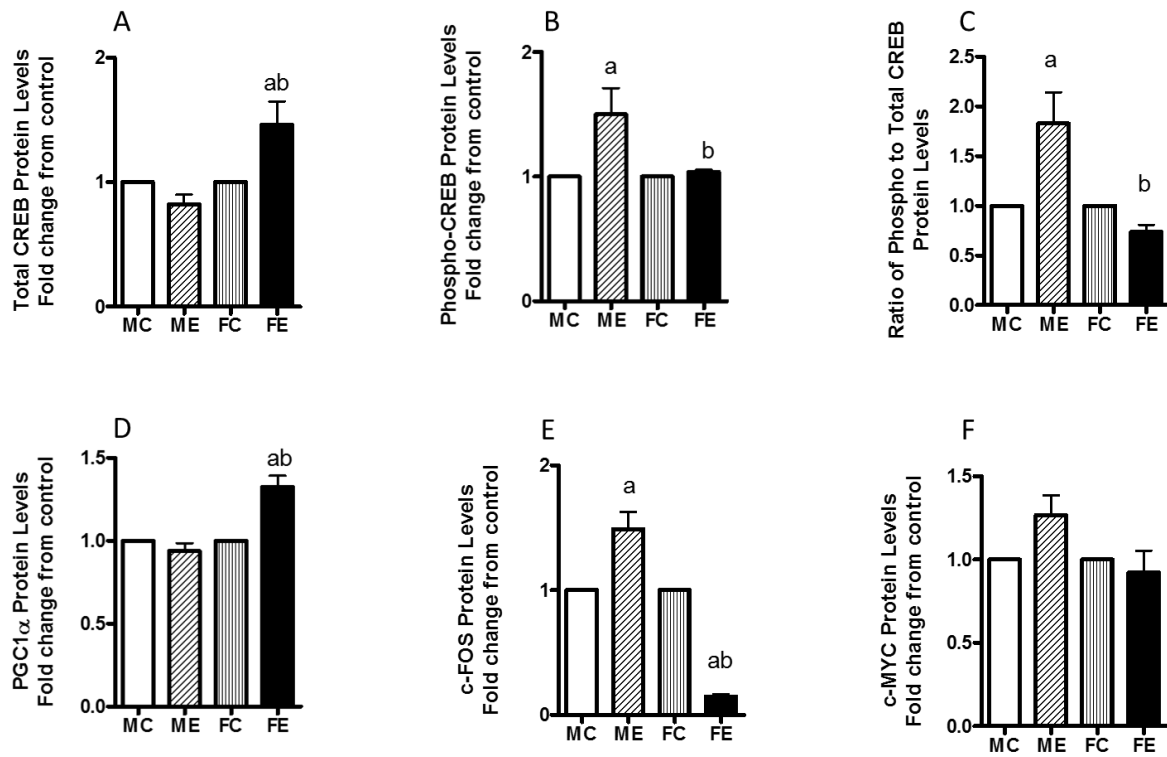 A
Total CREB Protein Levels
Fold change from control
2
1
0
ab
MC ME FC FE
B
Phospho-CREB Protein Levels
Fold change from control
2
1
0
a
b
MC ME FC FE
C
Ratio of Phospho to Total CREB
Protein Levels
2.5
2.0
1.5
1.0
0.5
0.0
a
b
MC ME FC FE
D
PGC1α Protein Levels
Fold change from control
1.5
1.0
0.5
0.0
ab
MC ME FC FE
E
c-FOS Protein Levels
Fold change from control
2
1
0
a
ab
MC ME FC FE
F
c-MYC Protein Levels
Fold change from control
1.5
1.0
0.5
0.0
MC ME FC FE